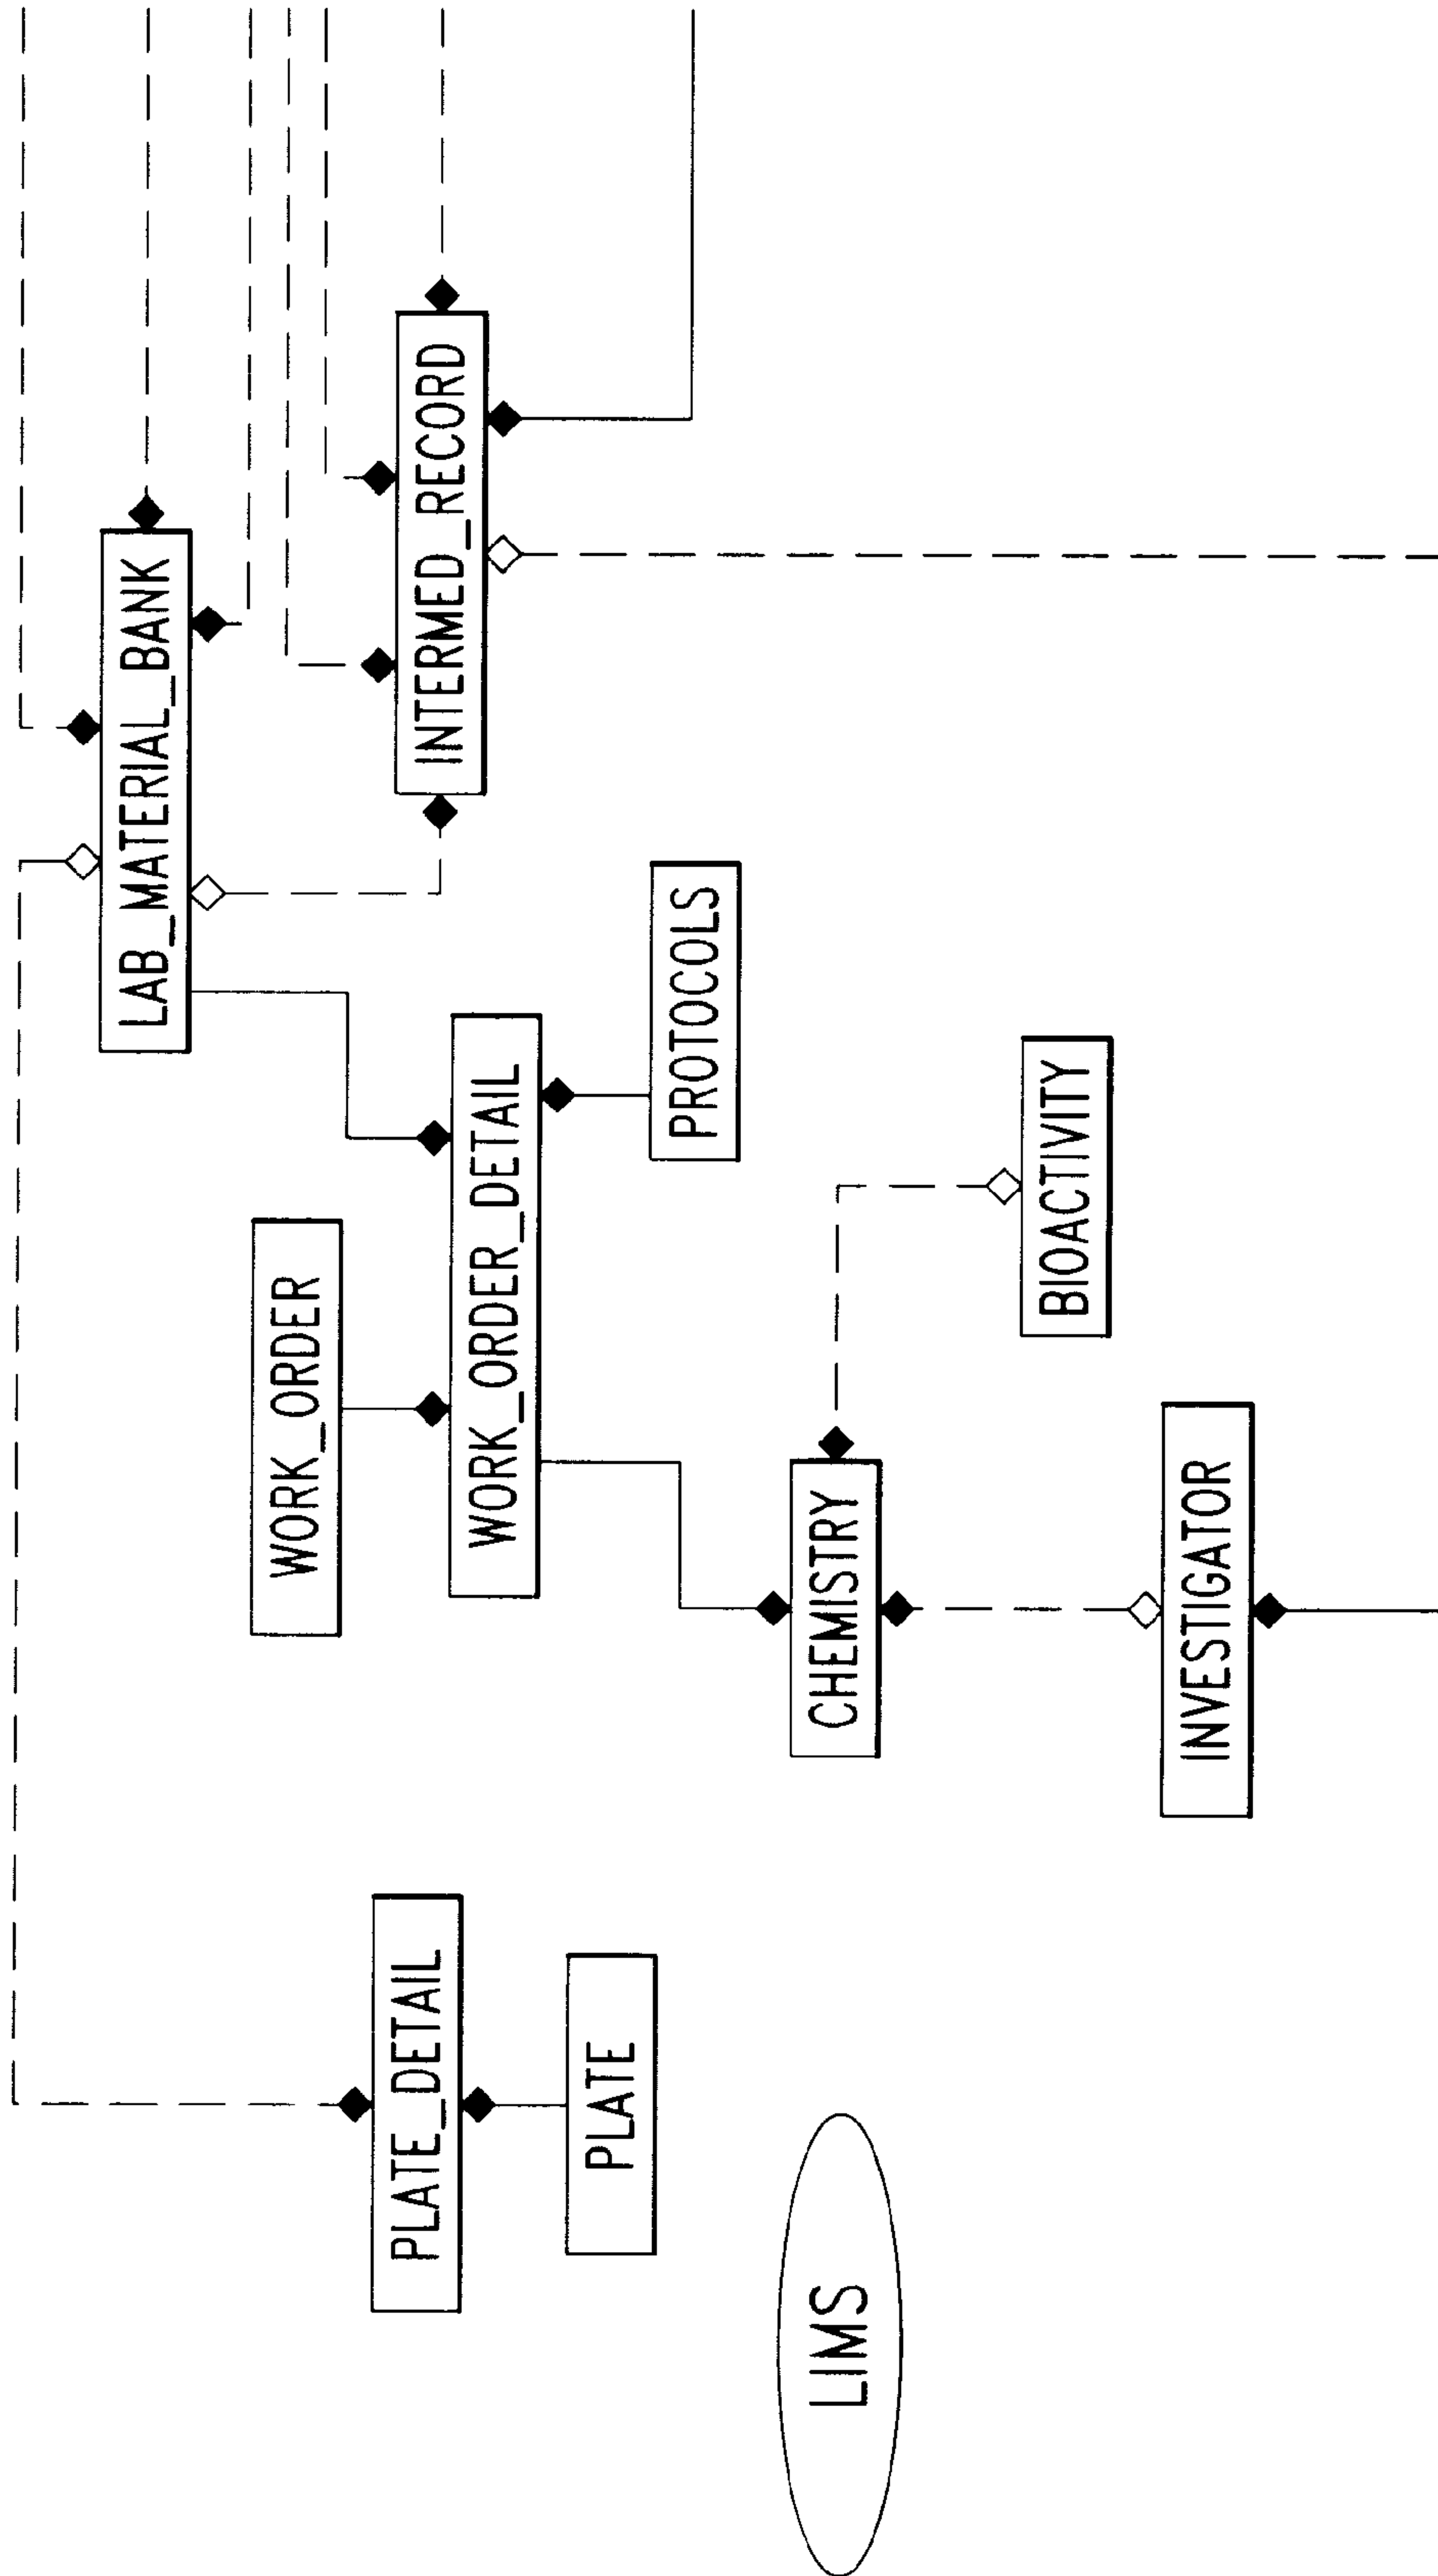 LAB_MATERIAL_BANK
WORK_ORDER
PLATE_DETAIL
INTERMED_RECORD
WORK_ORDER_DETAIL
PLATE
PROTOCOLS
CHEMISTRY
LIMS
BIOACTIVITY
INVESTIGATOR